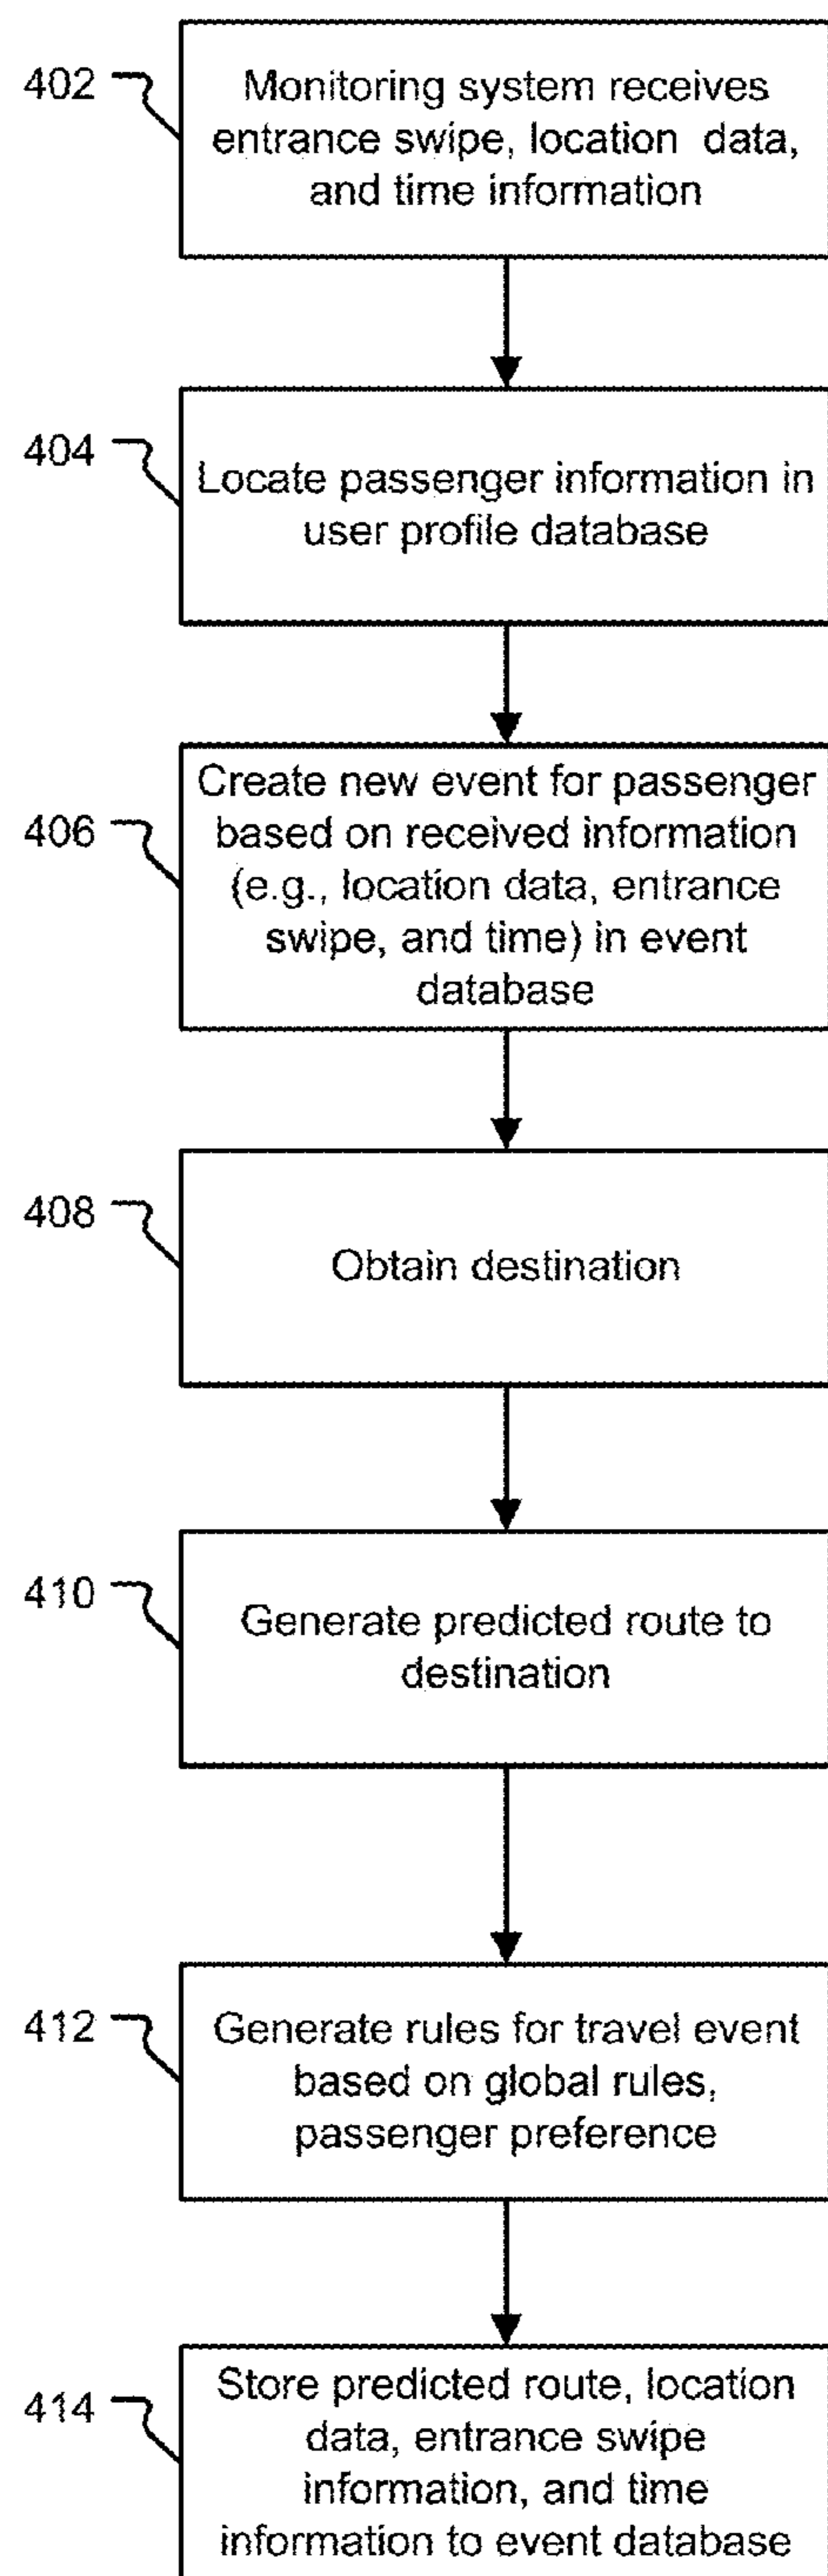 402
Monitoring system receives
entrance swipe, location data,
and time information
404
Locate passenger information in
user profile database
406
Create new event for passenger
based on received information
(e.g., location data, entrance
swipe, and time) in event
database
408
Obtain destination
410
Generate predicted route to
destination
412
Generate rules for travel event
based on global rules,
passenger preference
414
Store predicted route, location
data, entrance swipe
information, and time
information to event database